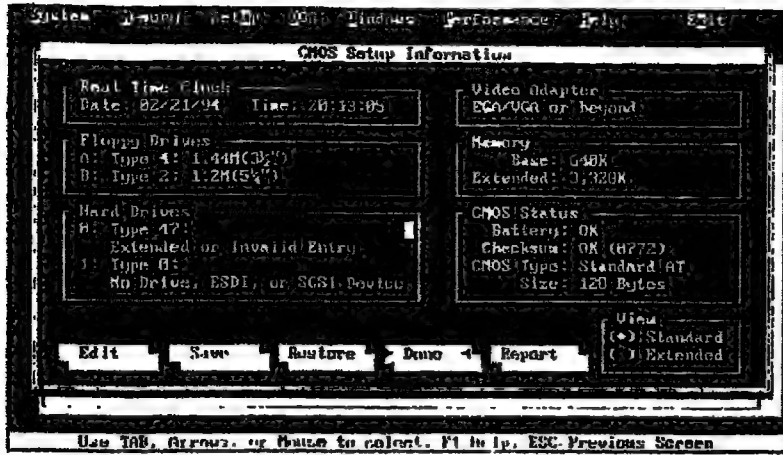 System Memory Setup DOS Windows Performance Help Exit
CMOS Setup Information
Real Time Clock
Date: 02/21/94 Time: 20:13:05
Floppy Drives
A: Type 4: 1.44M(3½")
B: Type 2: 1.2M(5¼")
Hard Drives
0: Type 47:
Extended or Invalid Entry
1: Type 0:
No Drive, ESDI, or SCSI Device
Video Adapter
EGA/VGA or beyond
Memory
Base: 640K
Extended: 3,328K
CMOS Status
Battery: OK
Checksum: OK (0772)
CMOS Type: Standard AT
Size: 128 Bytes
View
(•) Standard
( ) Extended
Edit Save Restore Done Report
Use TAB, Arrows, or Mouse to select. F1 Help, ESC-Previous Screen